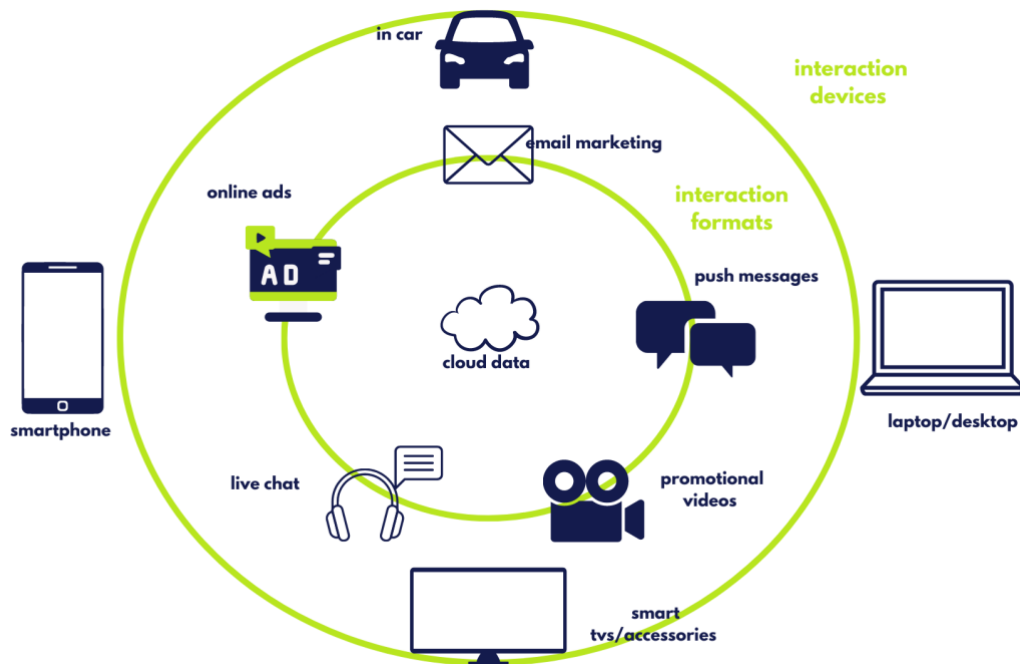 in car
interaction
devices
email marketing
online ads
interaction
formats
AD
push messages
cloud data
smartphone
laptop/desktop
live chat
promotional
videos
smart
tvs/accessories